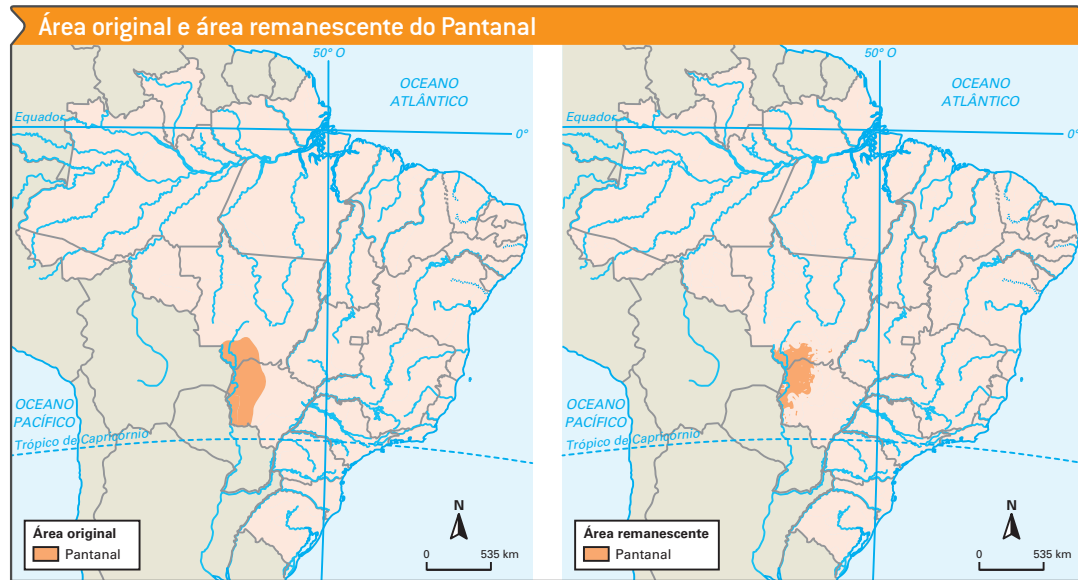 Área original e área remanescente do Pantanal
50° O
OCEANO
ATLÂNTICO
Equador
0°
OCEANO
PACÍFICO
Trópico de Capricórnio
Área original
Pantanal
N
0 535 km
50° O
OCEANO
ATLÂNTICO
Equador
0°
OCEANO
PACÍFICO
Trópico de Capricórnio
Área remanescente
Pantanal
N
0 535 km